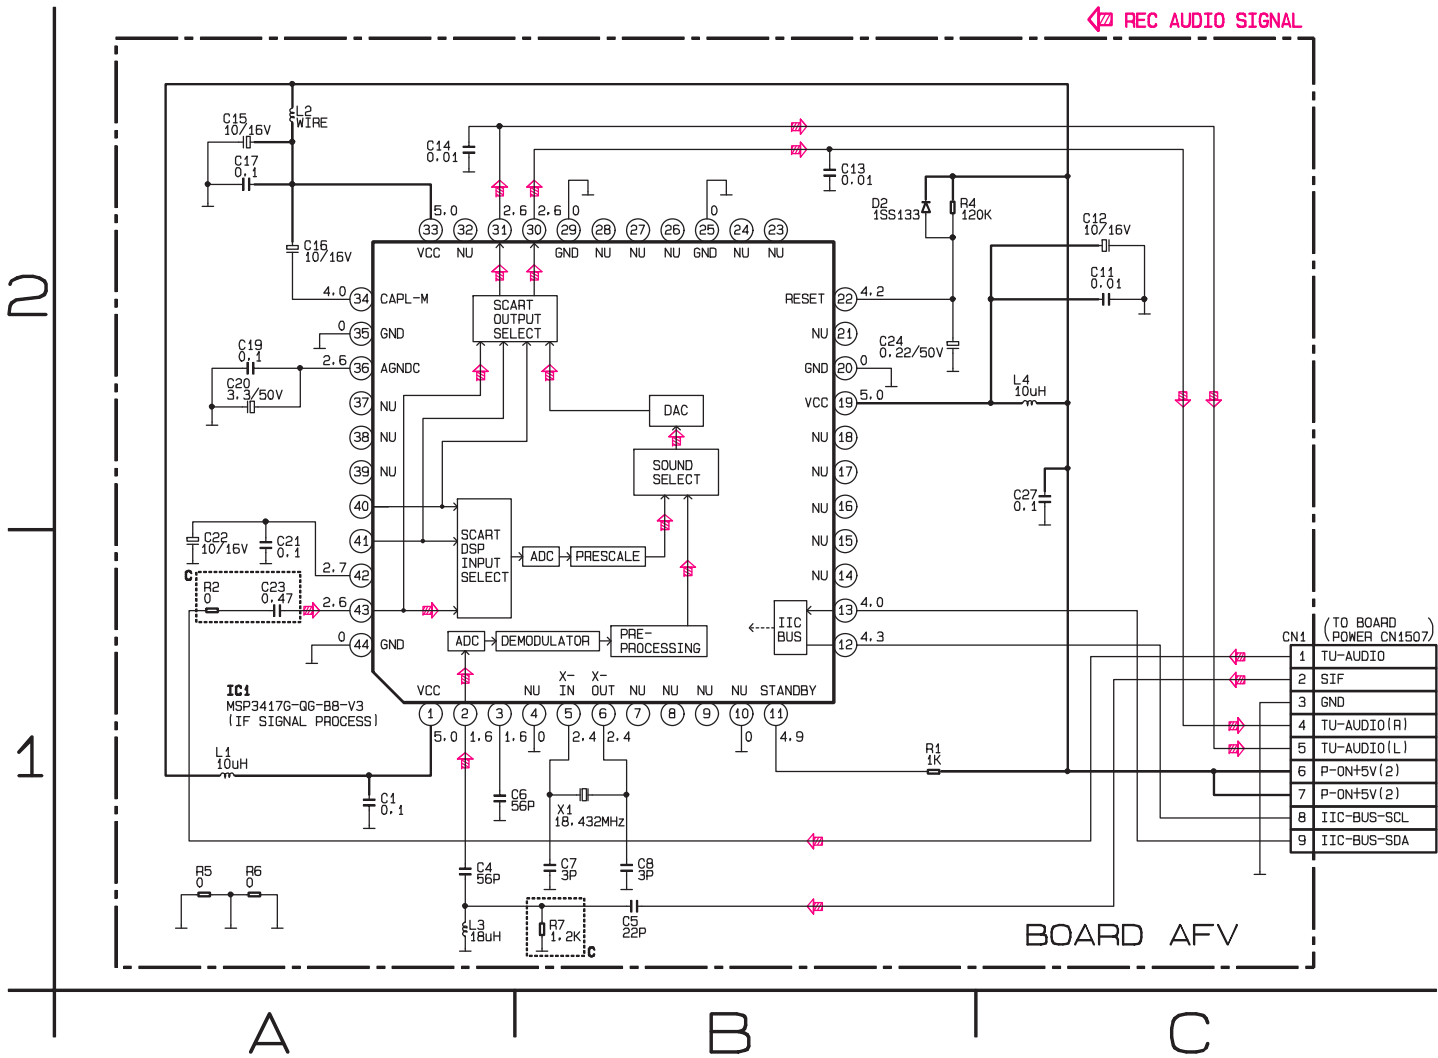 REC AUDIO SIGNAL
L2
WIRE
C15
10/16V
C17
0.1
C14
0.01
C13
0.01
5.0
2.6
2.6
0
0
D2
1SS133
R4
120K
C12
10/16V
33
32
31
30
29
28
27
26
25
24
23
VCC
NU
GND
NU
NU
NU
GND
NU
NU
C16
10/16V
C11
0.01
2
4.0
34
CAPL-M
SCART
OUTPUT
SELECT
RESET
22
4.2
0
35
GND
NU
21
C24
0.22/50V
C19
0.1
2.6
36
AGNDC
GND
20
0
C20
3.3/50V
L4
10uH
37
NU
DAC
VCC
19
5.0
38
NU
NU
18
39
NU
SOUND
SELECT
NU
17
40
NU
16
C27
0.1
C22
10/16V
C21
0.1
41
SCART
DSP
INPUT
SELECT
ADC
PRESCALE
NU
15
2.7
42
NU
14
C
R2
0
C23
0.47
2.6
43
IIC
BUS
13
4.0
0
44
GND
ADC
DEMODULATOR
PRE-
PROCESSING
12
4.3
CN1
(TO BOARD
POWER CN1507)
1 TU-AUDIO
2 SIF
3 GND
4 TU-AUDIO(R)
5 TU-AUDIO(L)
6 P-ON+5V(2)
7 P-ON+5V(2)
8 IIC-BUS-SCL
9 IIC-BUS-SDA
IC1
MSP3417G-QG-B8-V3
(IF SIGNAL PROCESS)
VCC
NU
X-
IN
X-
OUT
NU
NU
NU
NU
STANDBY
1
2
3
4
5
6
7
8
9
10
11
5.0
1.6
1.6
0
2.4
2.4
0
4.9
1
L1
10uH
R1
1K
C1
0.1
C6
56P
X1
18.432MHz
C4
56P
C7
3P
C8
3P
R5
0
R6
0
L3
18uH
R7
1.2K
C
C5
22P
BOARD AFV
A
B
C